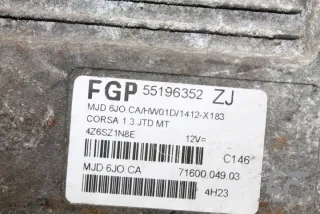 FGP 55196352 ZJ
MJD 6JO CA/HW01D/1412-X183
CORSA 1.3 JTD MT
4Z6SZ1N8E 12V=
C146*
MJD 6JO CA 71600.049.03
4H23